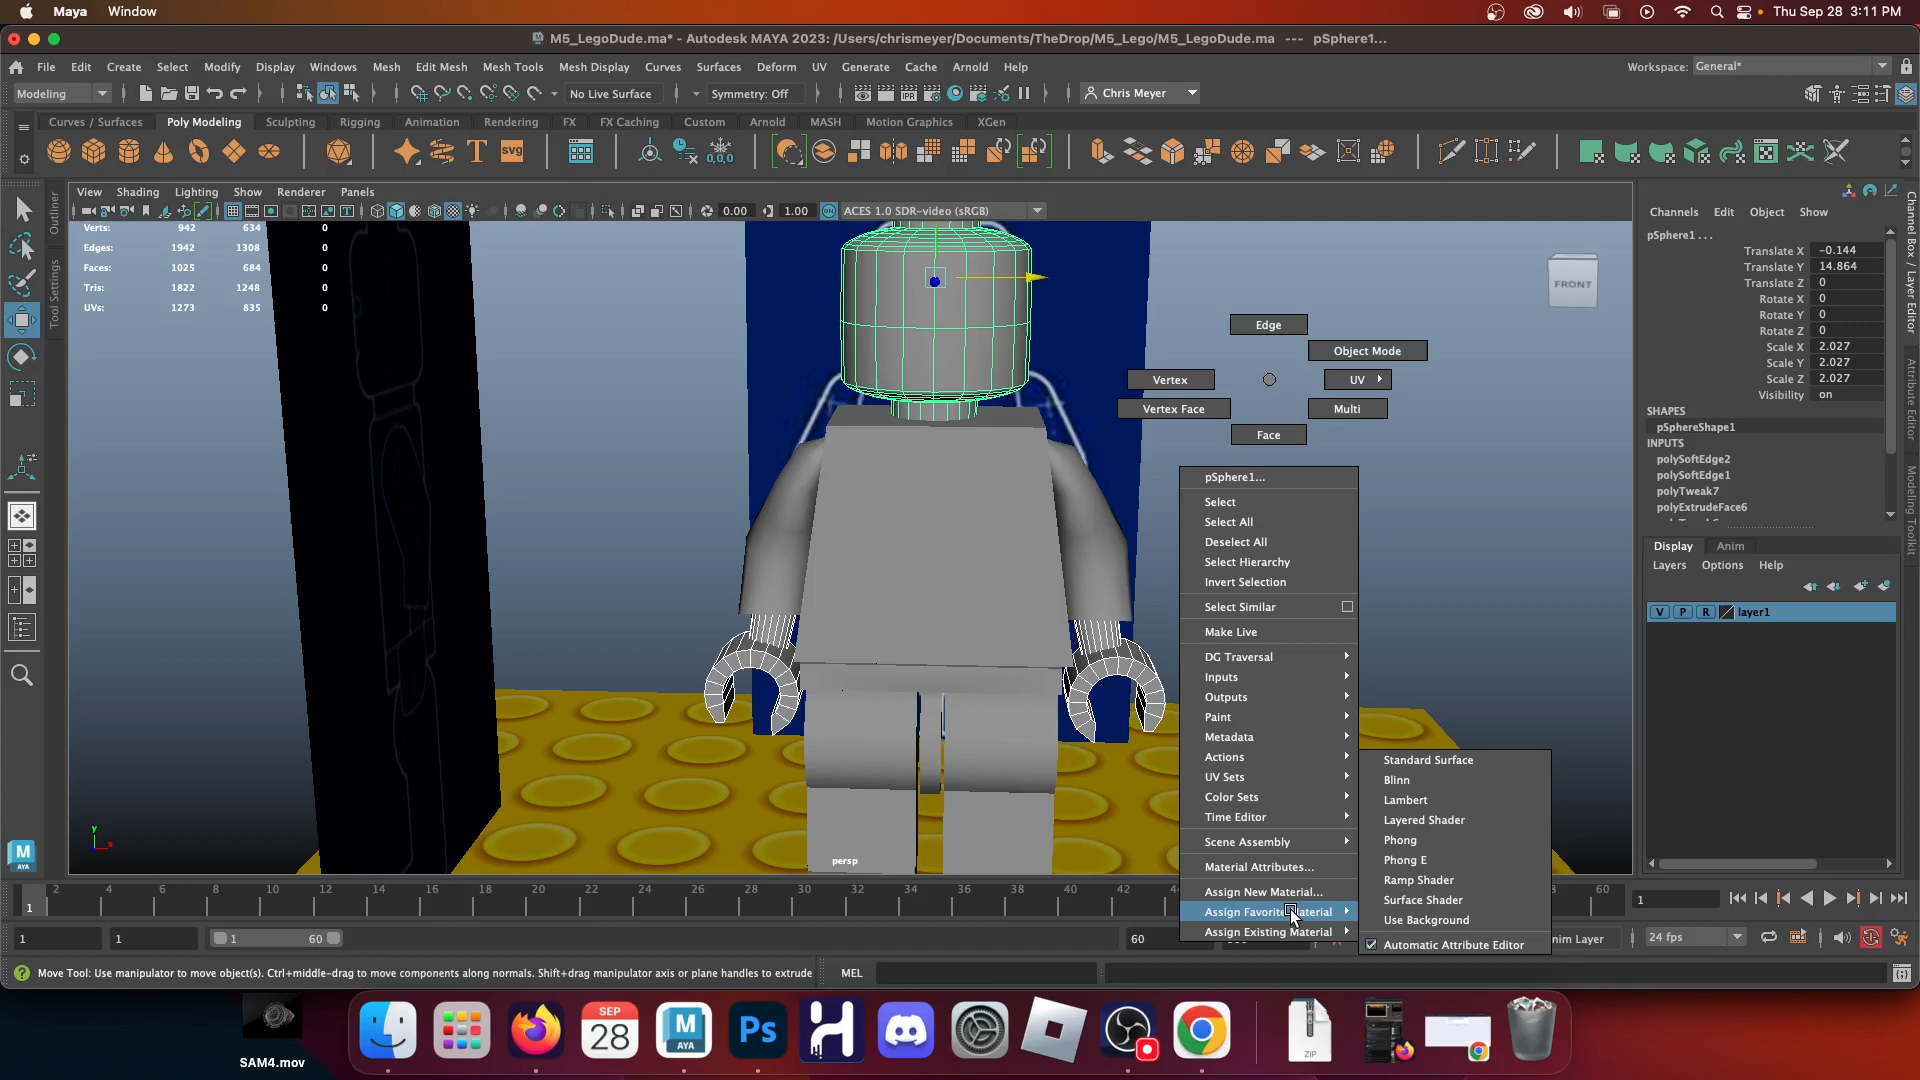 Maya Window
Thu Sep 28 3:11 PM
M5_LegoDude.ma* - Autodesk MAYA 2023: /Users/chrismeyer/Documents/TheDrop/M5_Lego/M5_LegoDude.ma --- pSphere1...
File Edit Create Select Modify Display Windows Mesh Edit Mesh Mesh Tools Mesh Display Curves Surfaces Deform UV Generate Cache Arnold Help
Workspace: General*
Modeling No Live Surface Symmetry: Off Chris Meyer
Curves / Surfaces Poly Modeling Sculpting Rigging Animation Rendering FX FX Caching Custom Arnold MASH Motion Graphics XGen
View Shading Lighting Show Renderer Panels
0.00 1.00 ACES 1.0 SDR-video (sRGB)
Outliner
Tool Settings
Verts: 942 634 0
Edges: 1942 1308 0
Faces: 1025 684 0
Tris: 1822 1248 0
UVs: 1273 835 0
FRONT
Edge
Object Mode
Vertex
UV
Vertex Face
Multi
Face
pSphere1...
Select
Select All
Deselect All
Select Hierarchy
Invert Selection
Select Similar
Make Live
DG Traversal
Inputs
Outputs
Paint
Metadata
Actions
UV Sets
Color Sets
Time Editor
Scene Assembly
Material Attributes...
Assign New Material...
Assign Favorite Material
Assign Existing Material
Standard Surface
Blinn
Lambert
Layered Shader
Phong
Phong E
Ramp Shader
Surface Shader
Use Background
Automatic Attribute Editor
persp
y
x
Channels Edit Object Show
pSphere1 ...
Translate X -0.144
Translate Y 14.864
Translate Z 0
Rotate X 0
Rotate Y 0
Rotate Z 0
Scale X 2.027
Scale Y 2.027
Scale Z 2.027
Visibility on
SHAPES
pSphereShape1
INPUTS
polySoftEdge2
polySoftEdge1
polyTweak7
polyExtrudeFace6
Display Anim
Layers Options Help
V P R layer1
Channel Box / Layer Editor
Attribute Editor
Modeling Toolkit
1 2 4 6 8 10 12 14 16 18 20 22 24 26 28 30 32 34 36 38 40 42 60
1
1 1 1 60 60
nim Layer 24 fps
Move Tool: Use manipulator to move object(s). Ctrl+middle-drag to move components along normals. Shift+drag manipulator axis or plane handles to extrude
MEL
SEP
28
M
AYA
Ps
ZIP
SAM4.mov